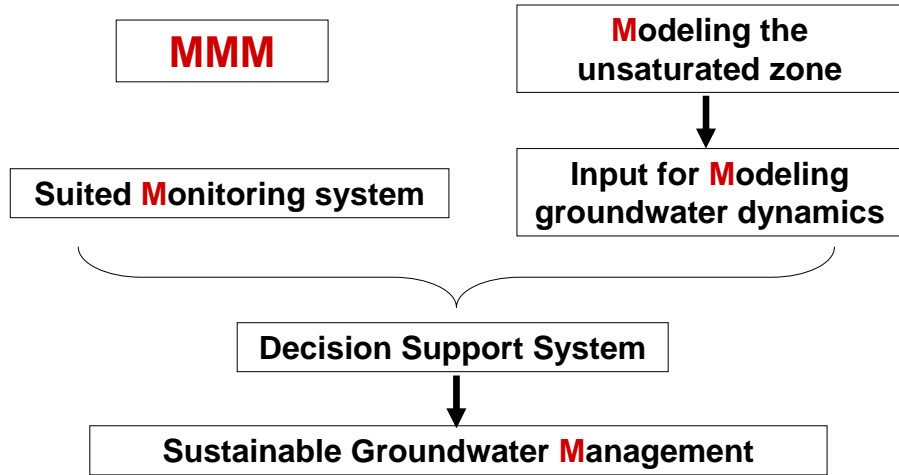 MMM
Modeling the
unsaturated zone
Suited Monitoring system
Input for Modeling
groundwater dynamics
Decision Support System
Sustainable Groundwater Management